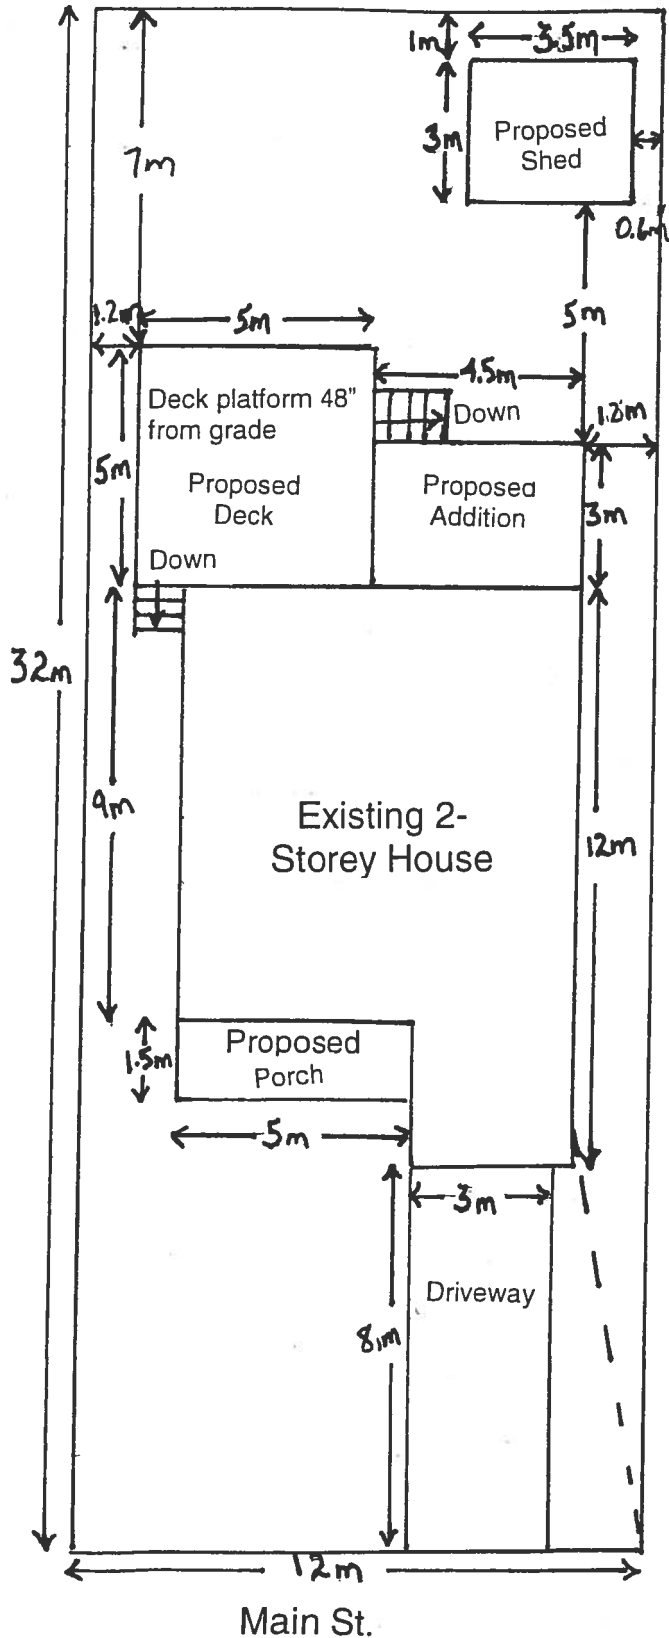 1m
3.5m
7m
3m
Proposed
Shed
0.6m
1.2m
5m
5m
4.5m
Deck platform 48"
from grade
Down
1.2m
5m
Proposed
Deck
Proposed
Addition
3m
Down
32m
9m
Existing 2-
Storey House
12m
1.5m
Proposed
Porch
5m
3m
Driveway
8m
12m
Main St.